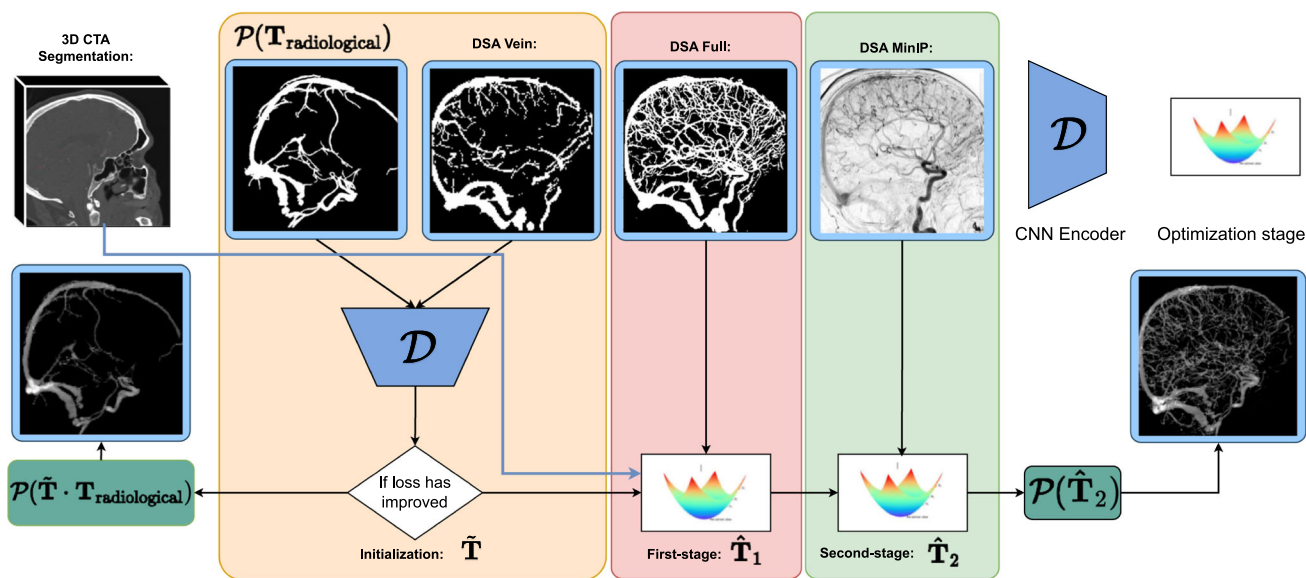 3D CTA
Segmentation:
𝒫(T_radiological)
DSA Vein:
DSA Full:
DSA MinIP:
𝒟
CNN Encoder
Optimization stage
𝒟
If loss has
improved
𝒫(T̃ · T_radiological)
𝒫(T̂₂)
Initialization: T̃
First-stage: T̂₁
Second-stage: T̂₂